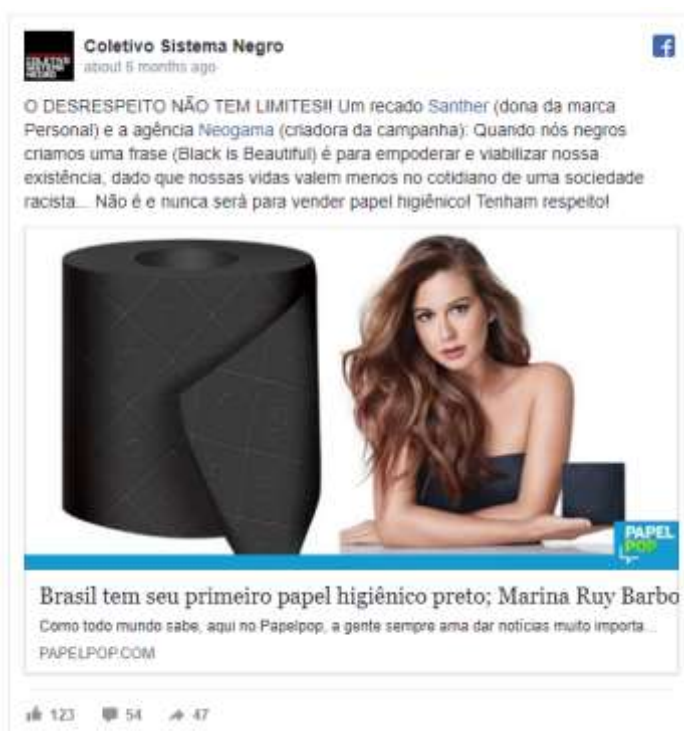 COLETIVO
SISTEMA
NEGRO
Coletivo Sistema Negro
about 6 months ago
O DESRESPEITO NÃO TEM LIMITES!! Um recado Santher (dona da marca
Personal) e a agência Neogama (criadora da campanha): Quando nós negros
criamos uma frase (Black is Beautiful) é para empoderar e viabilizar nossa
existência, dado que nossas vidas valem menos no cotidiano de uma sociedade
racista... Não é e nunca será para vender papel higiênico! Tenham respeito!
PAPEL
POP
Brasil tem seu primeiro papel higiênico preto; Marina Ruy Barbo
Como todo mundo sabe, aqui no Papelpop, a gente sempre ama dar notícias muito importa...
PAPELPOP.COM
123 54 47